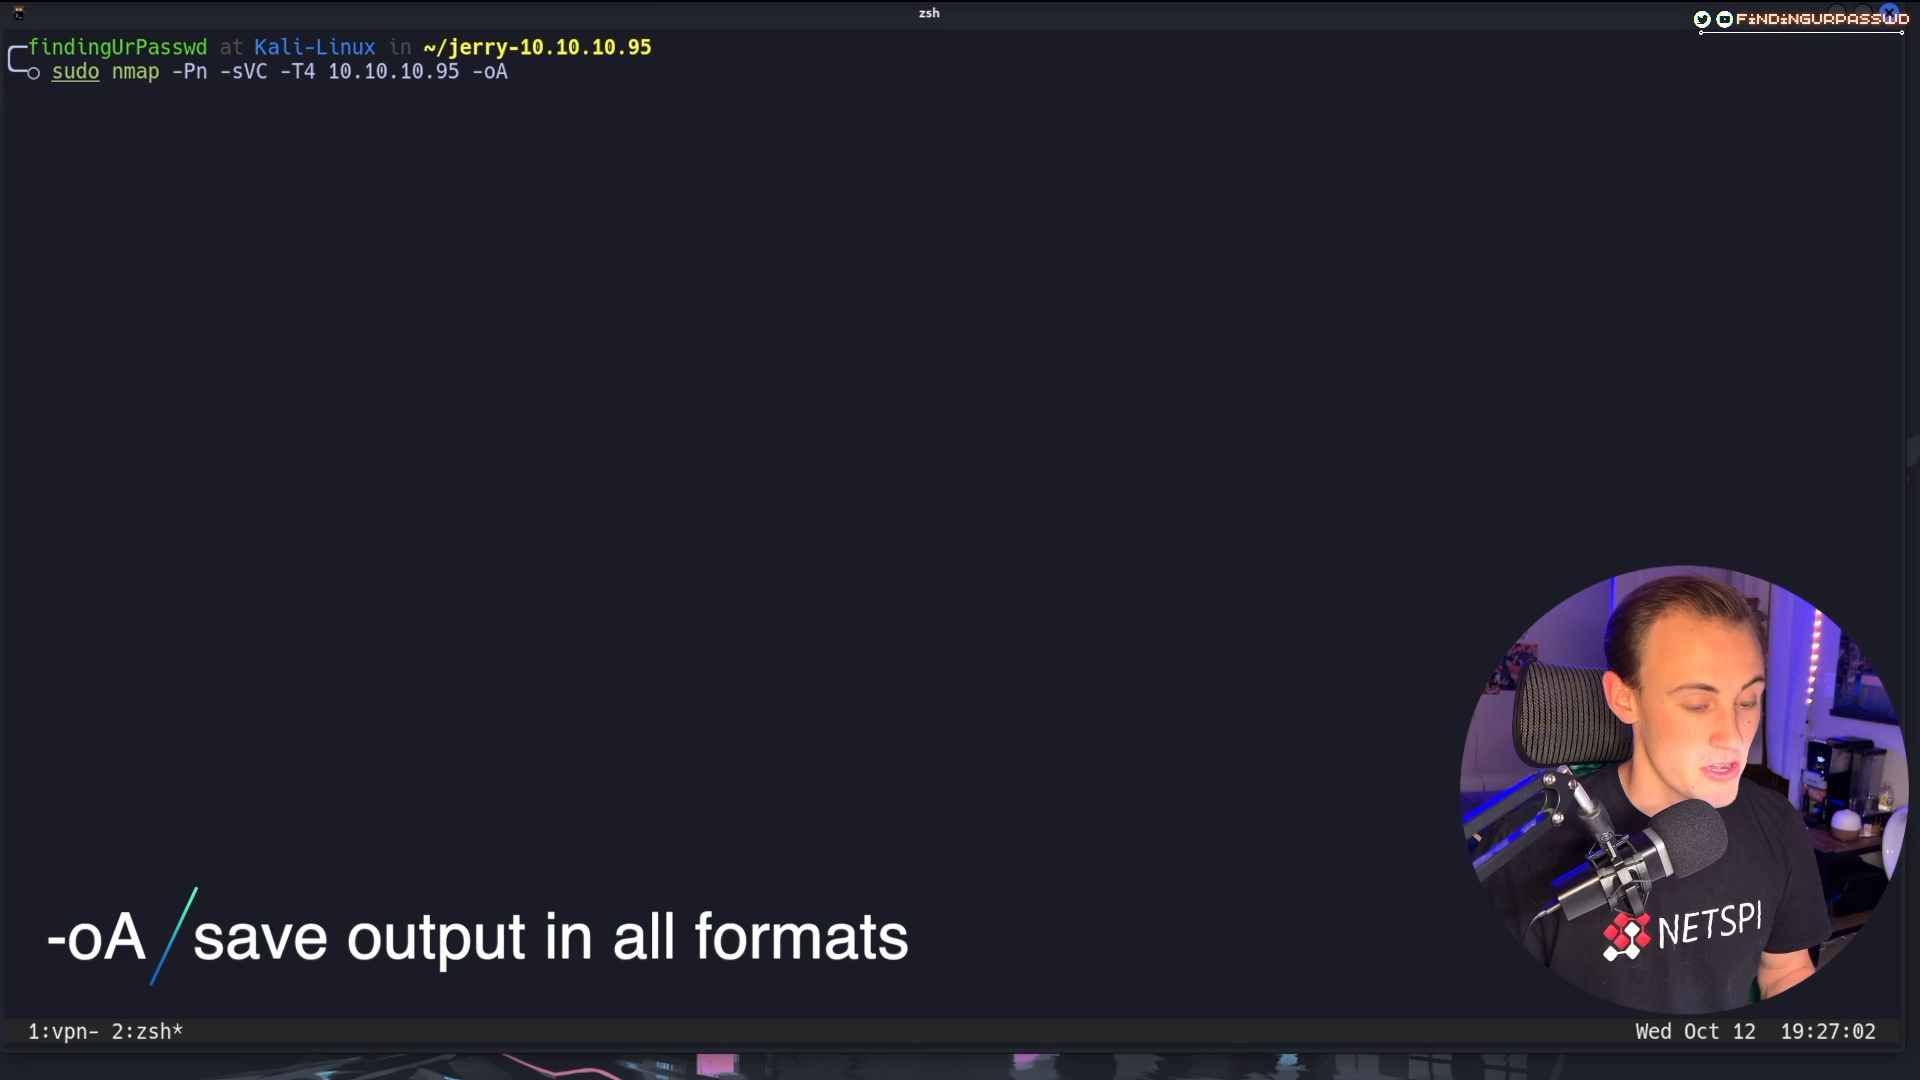 zsh
FiNDiNGURPASSWD
findingUrPasswd at Kali-Linux in ~/jerry-10.10.10.95
sudo nmap -Pn -sVC -T4 10.10.10.95 -oA
NETSPI
-oA/save output in all formats
1:vpn- 2:zsh* Wed Oct 12 19:27:02